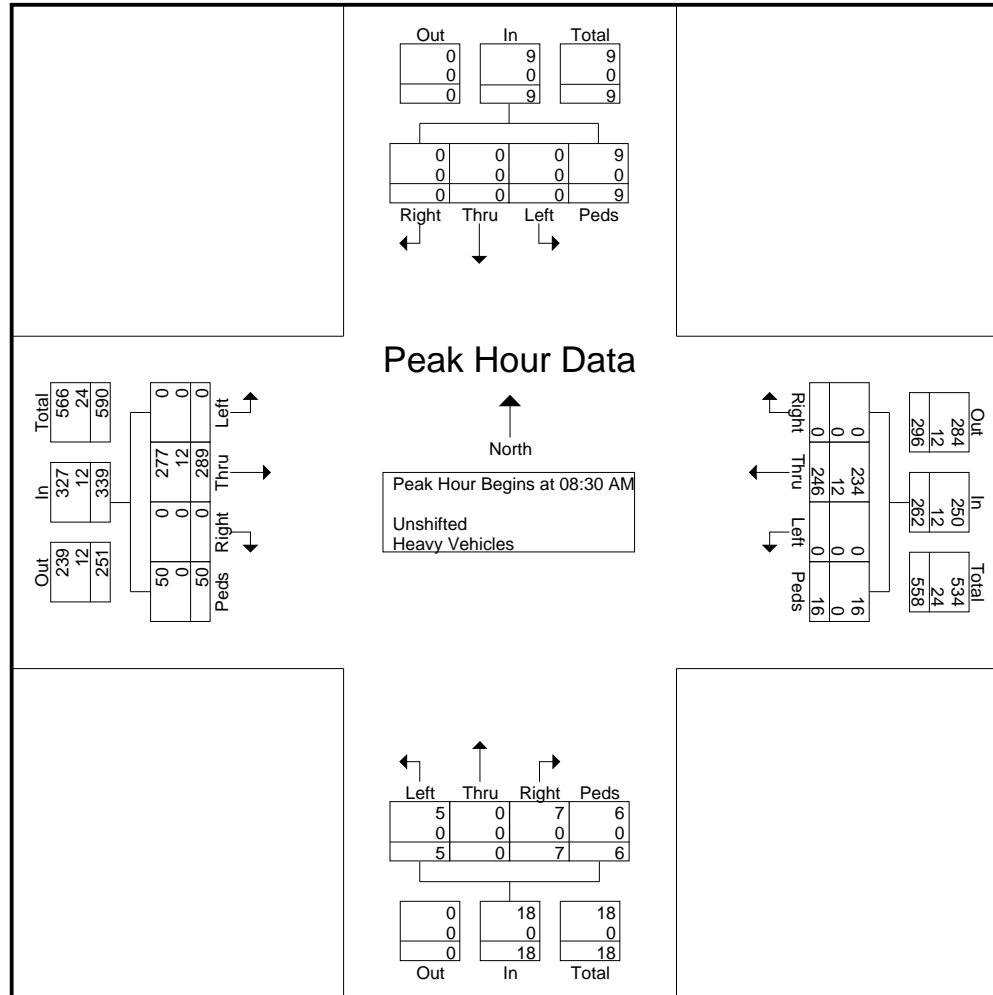 Out In Total
0 9 9
0 0 0
0 9 9
0 0 0 9
0 0 0 0
0 0 0 9
Right Thru Left Peds
Peak Hour Data
North
Peak Hour Begins at 08:30 AM
Unshifted
Heavy Vehicles
Total In Out
566 327 239
24 12 12
590 339 251
Left Thru Right Peds
0 277 0 50
0 12 0 0
0 289 0 50
Right Thru Left Peds
0 234 0 16
0 12 0 0
0 246 0 16
Out In Total
284 250 534
12 12 24
296 262 558
Left Thru Right Peds
5 0 7 6
0 0 0 0
5 0 7 6
0 18 18
0 0 0
0 18 18
Out In Total